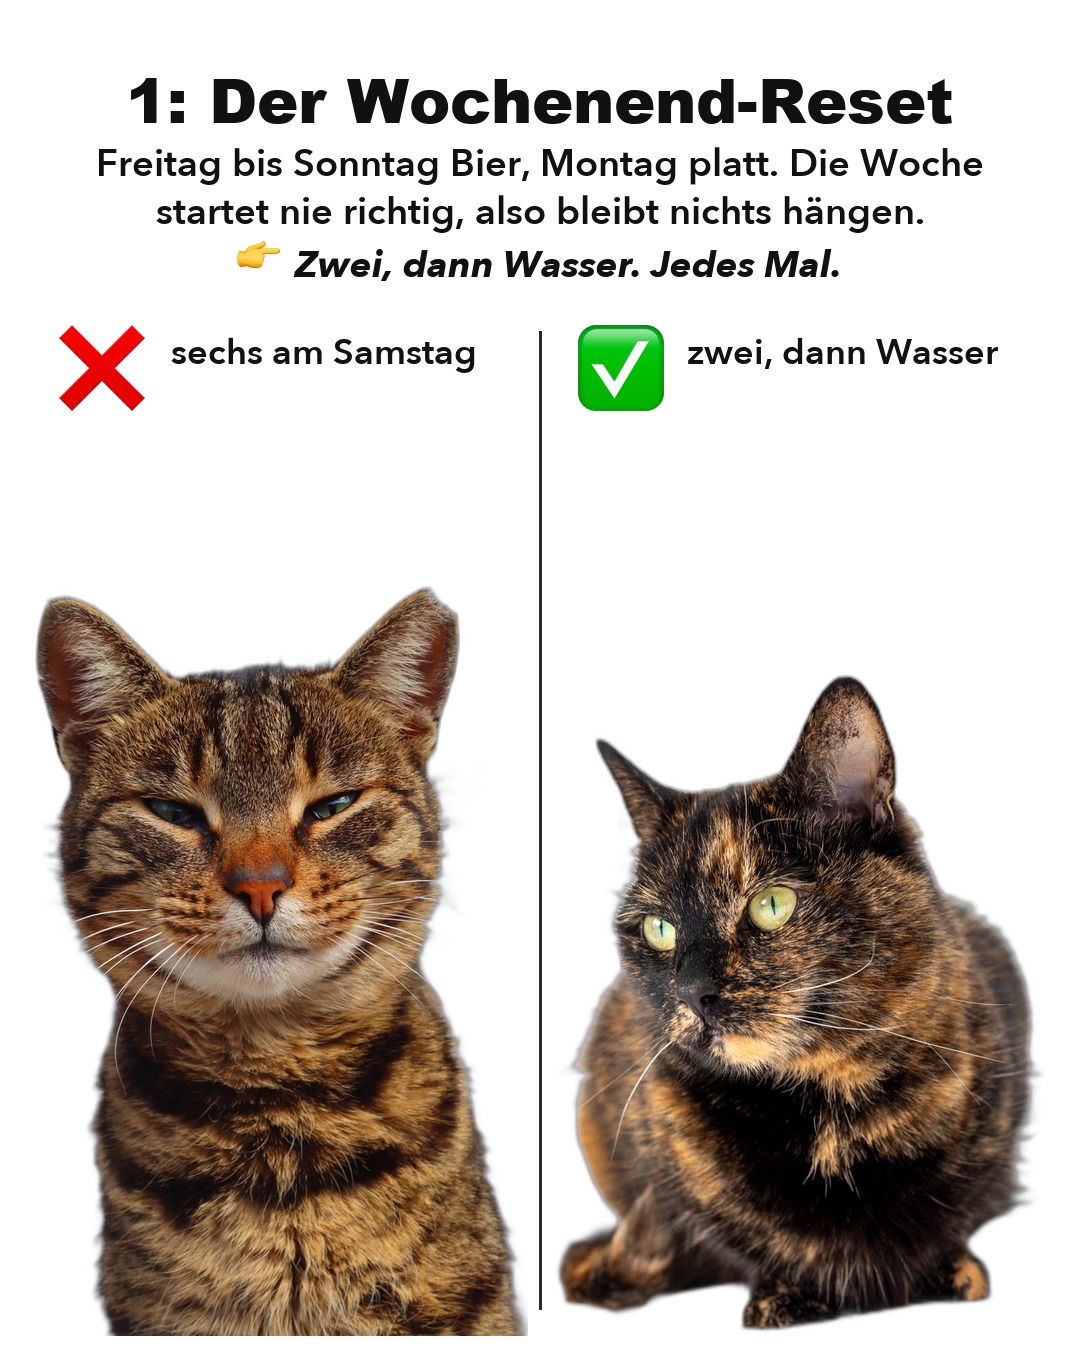 1: Der Wochenend-Reset
Freitag bis Sonntag Bier, Montag platt. Die Woche
startet nie richtig, also bleibt nichts hängen.
👉 Zwei, dann Wasser. Jedes Mal.
❌ sechs am Samstag
✅ zwei, dann Wasser